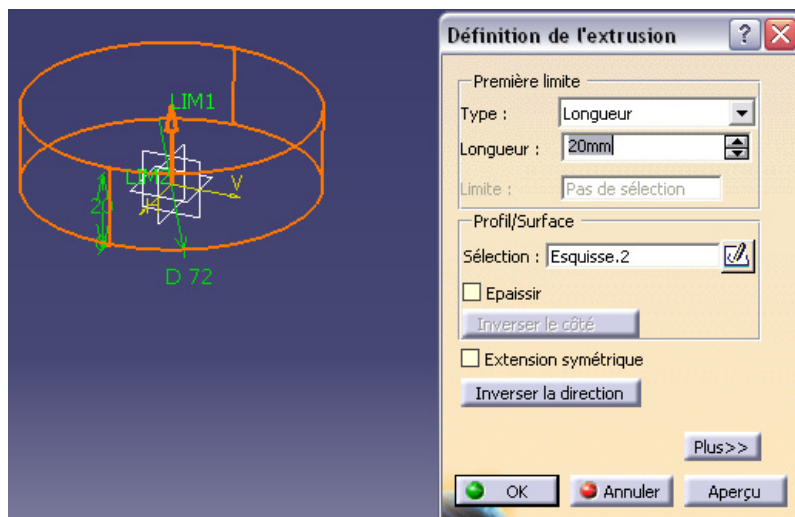 LIM1
LIM2
V
H
20
D 72
Définition de l'extrusion
?
Première limite
Type :
Longueur
Longueur :
20mm
Limite :
Pas de sélection
Profil/Surface
Sélection :
Esquisse.2
Epaissir
Inverser le côté
Extension symétrique
Inverser la direction
Plus>>
OK
Annuler
Aperçu